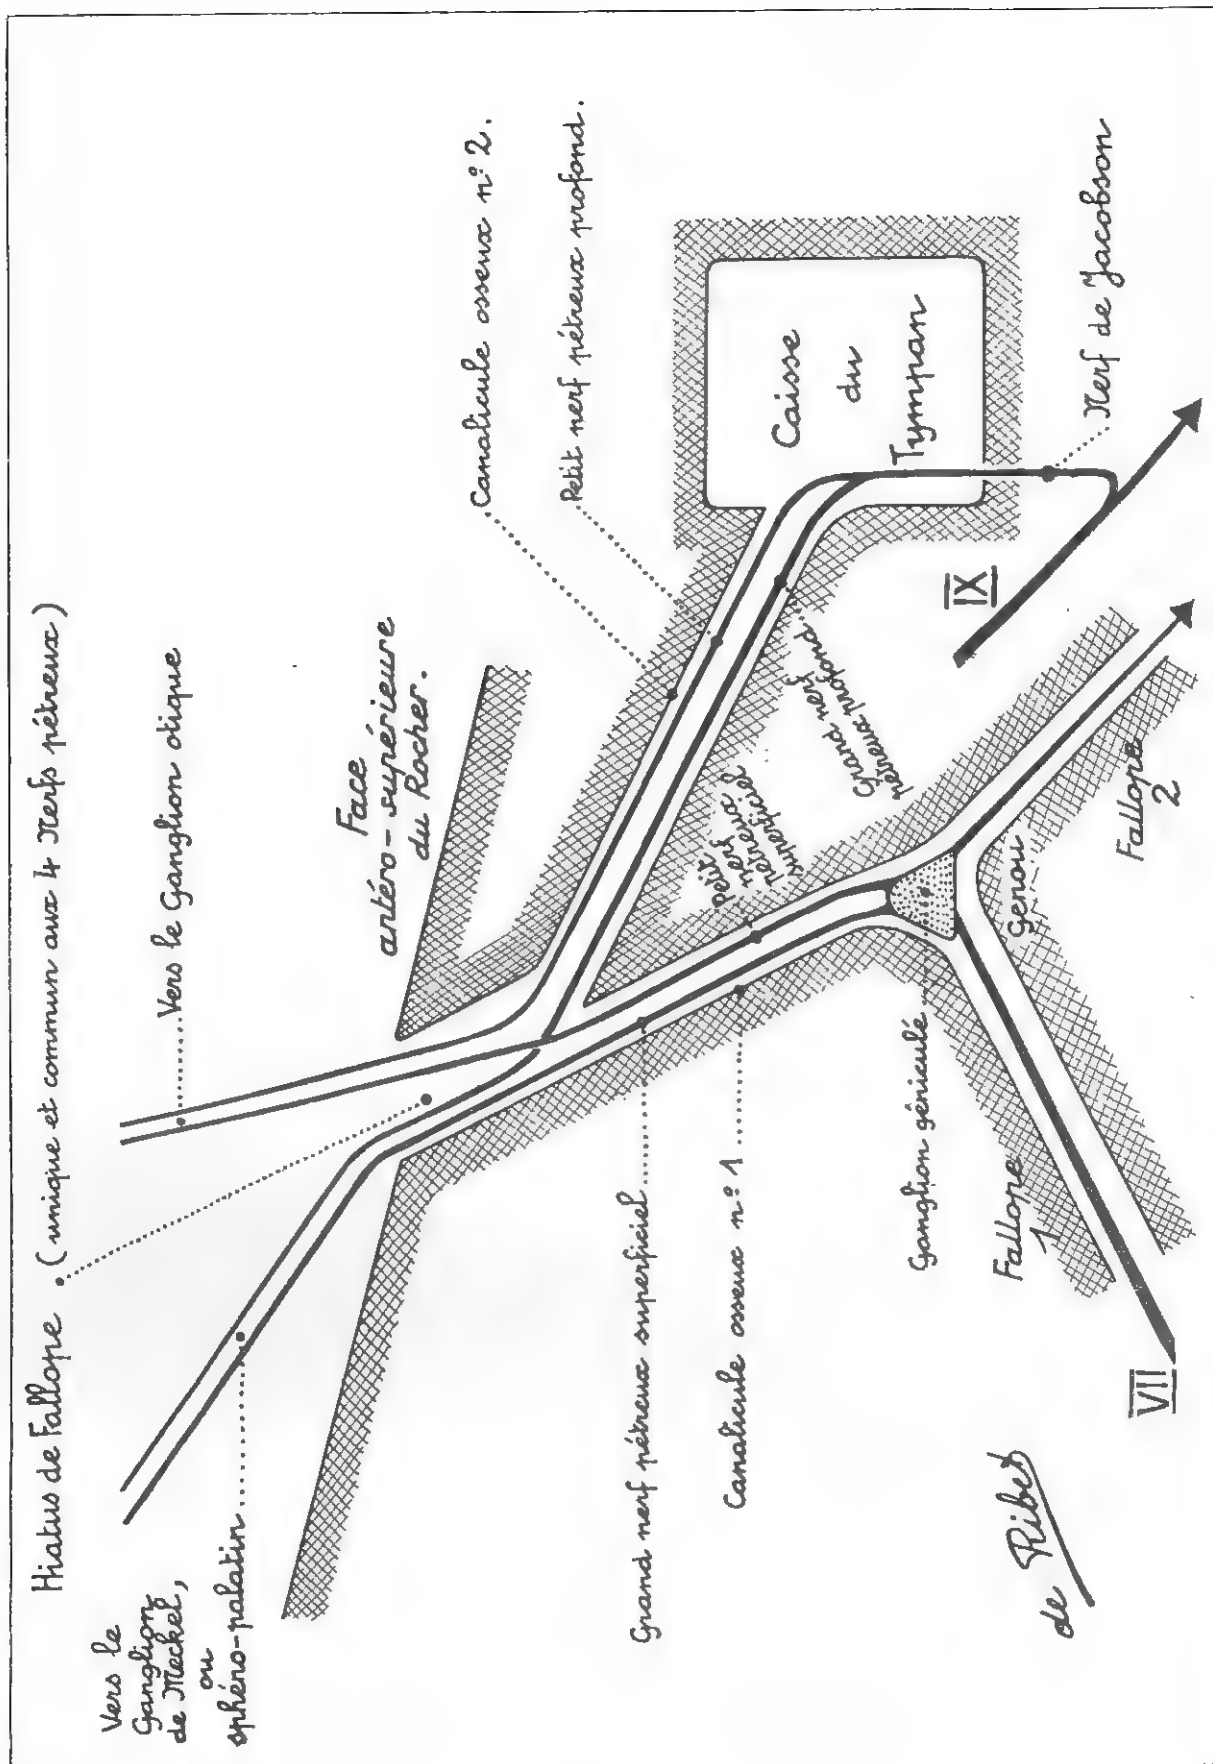 Hiatus de Fallope (unique et commun aux 4 Nerfs pétreux)
Vers le Ganglion otique
Vers le
Ganglion
de Meckel,
ou
sphéno-palatin
Face
antéro-supérieure
du Rocher.
Canalicule osseux n° 2.
Petit nerf pétreux profond.
Caisse
du
Tympan
Nerf de Jacobson
IX
Grand nerf
pétreux profond
Petit
nerf
pétreux
superficiel
Grand nerf pétreux superficiel
Canalicule osseux n° 1
Ganglion géniculé
Genou
Fallope
1
Fallope
2
VII
de Ribet